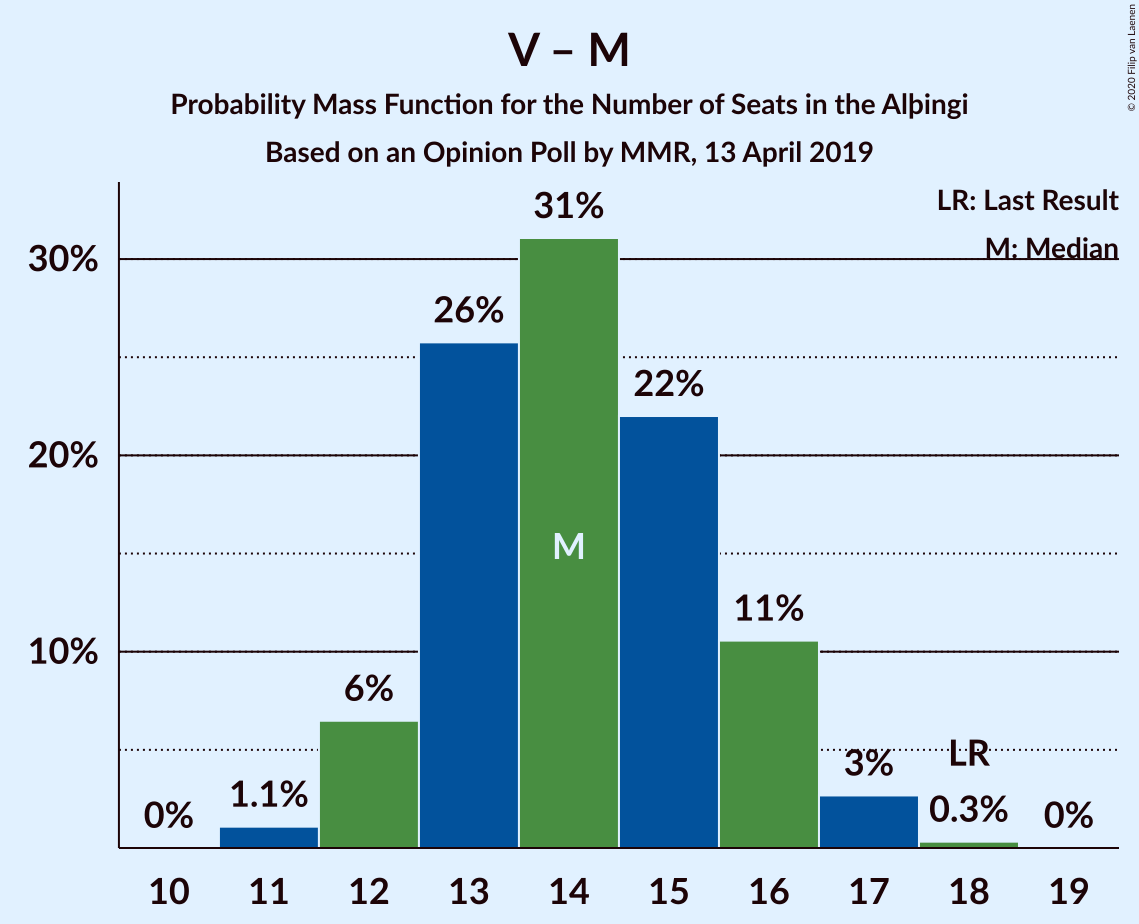 V – M
Probability Mass Function for the Number of Seats in the Alþingi
Based on an Opinion Poll by MMR, 13 April 2019
© 2020 Filip van Laenen
LR: Last Result
M: Median
30%
20%
10%
0%
1.1%
6%
26%
31%
M
22%
11%
3%
LR
0.3%
0%
10 11 12 13 14 15 16 17 18 19